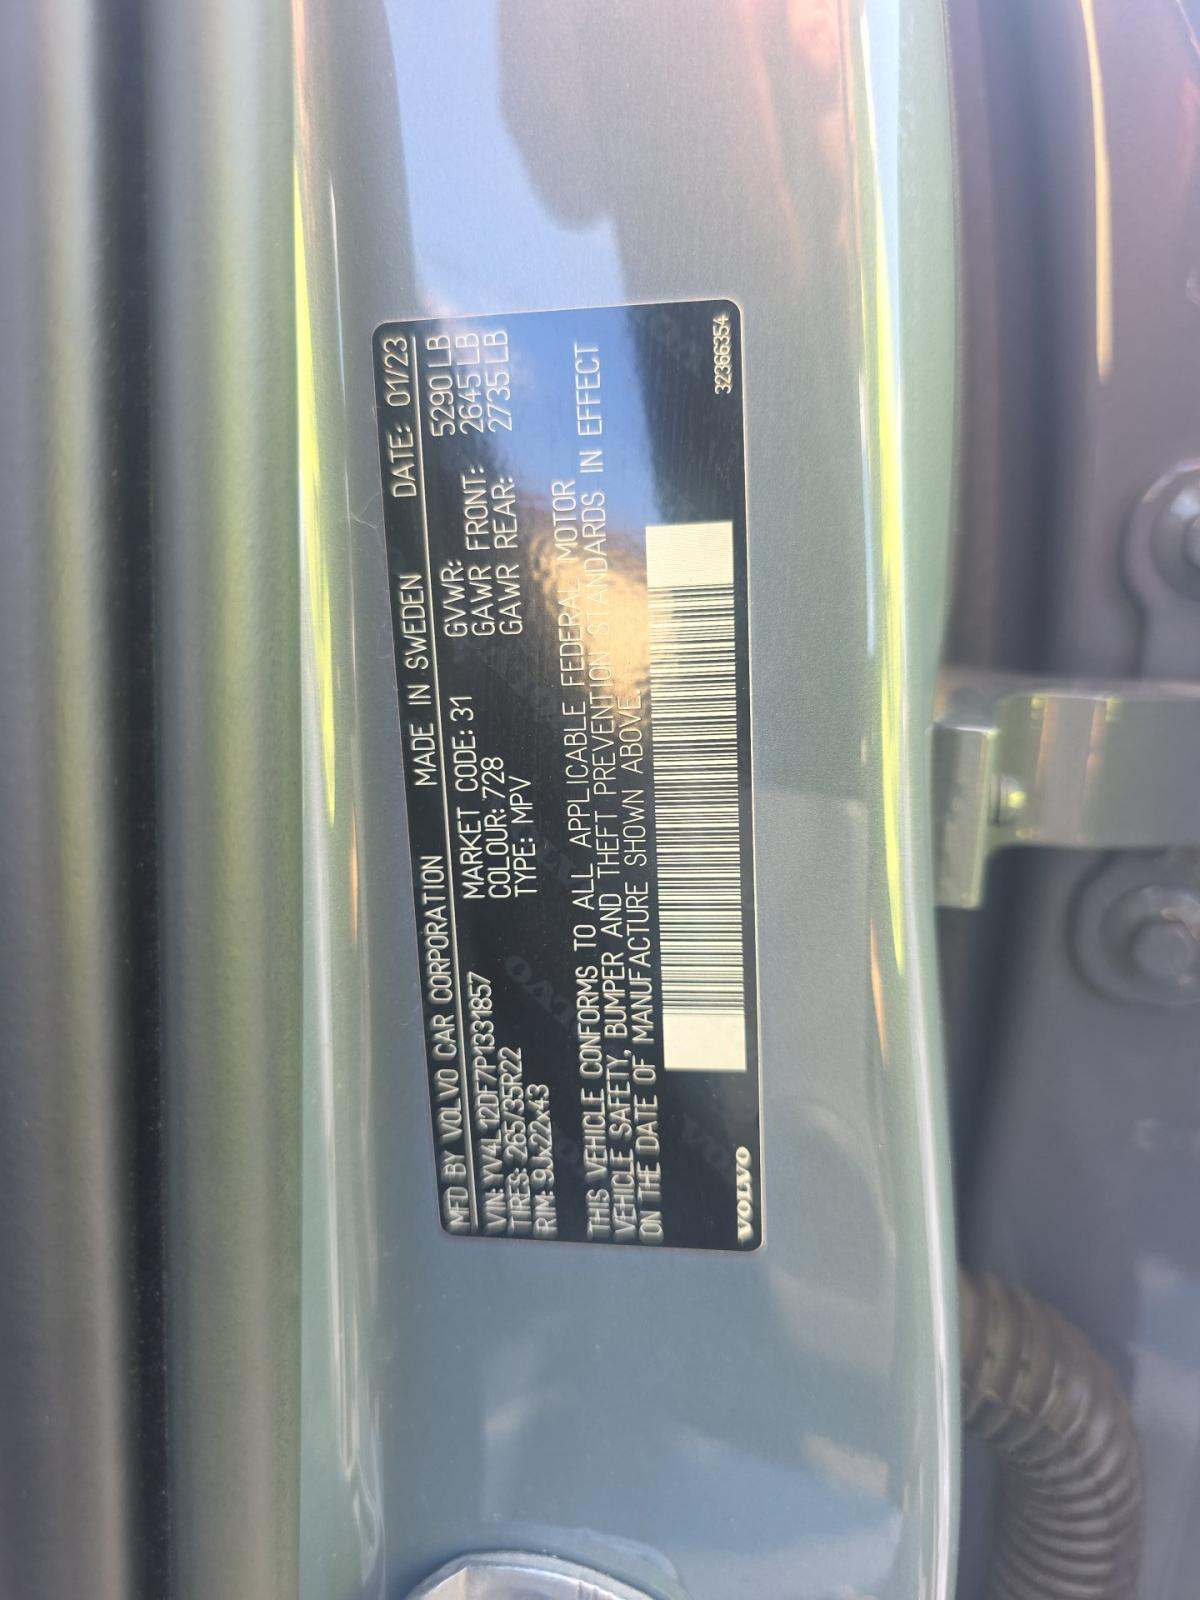 MFD BY VOLVO CAR CORPORATION MADE IN SWEDEN DATE: 01/23
VIN: YV4L12DF7P1331857 MARKET CODE: 31 GVWR: 5290 LB
TIRES: 265/35R22 COLOUR: 728 GAWR FRONT: 2645 LB
RIM: 9Jx22x43 TYPE: MPV GAWR REAR: 2735 LB
THIS VEHICLE CONFORMS TO ALL APPLICABLE FEDERAL MOTOR
VEHICLE SAFETY, BUMPER AND THEFT PREVENTION STANDARDS IN EFFECT
ON THE DATE OF MANUFACTURE SHOWN ABOVE.
VOLVO 32366354